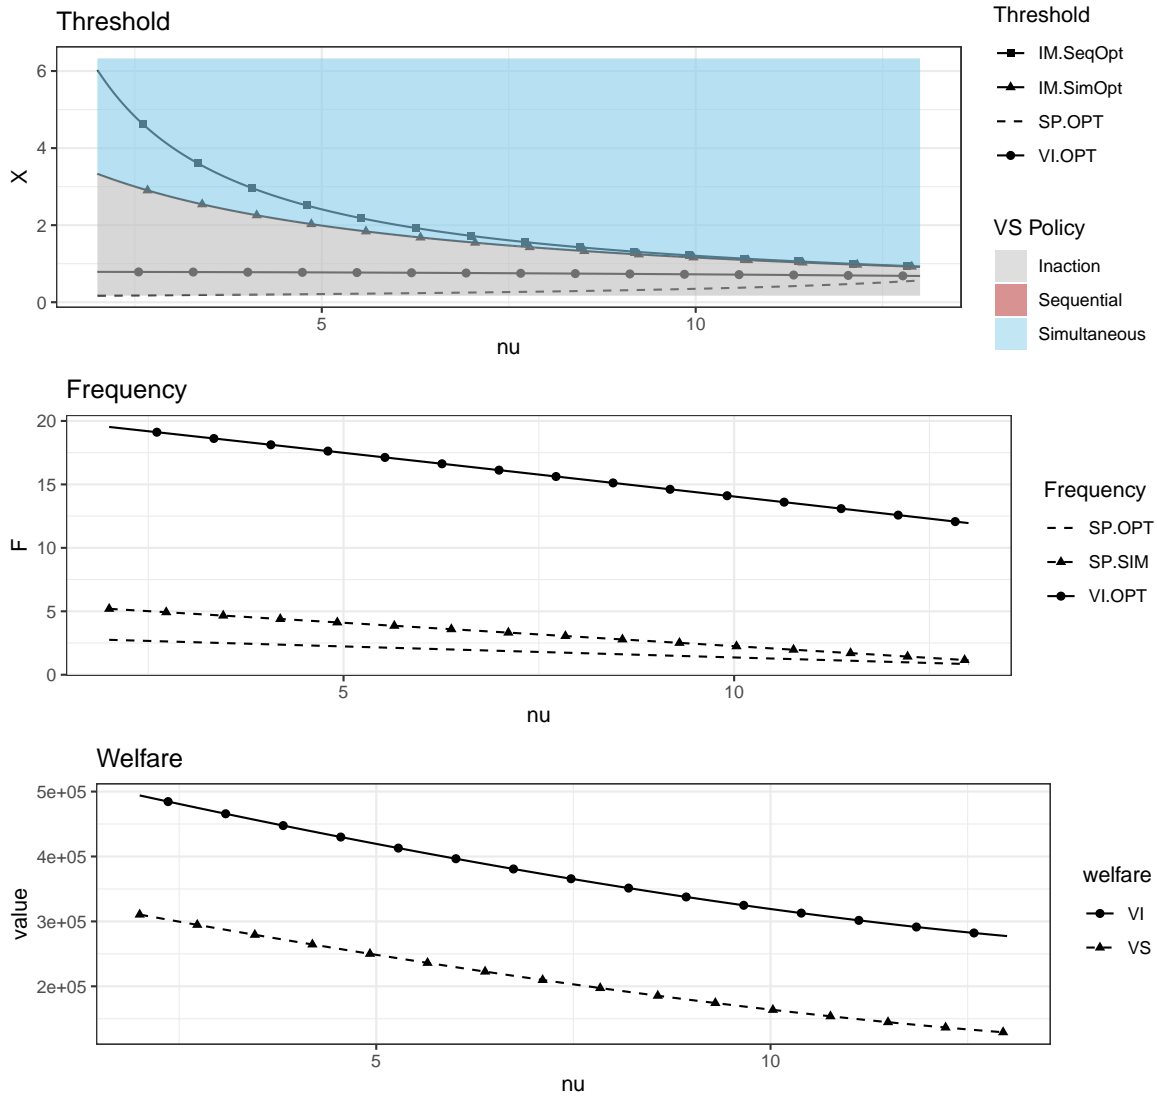 Threshold
6
4
2
0
X
5
10
nu
Threshold
IM.SeqOpt
IM.SimOpt
SP.OPT
VI.OPT
VS Policy
Inaction
Sequential
Simultaneous
Frequency
20
15
10
5
0
F
5
10
nu
Frequency
SP.OPT
SP.SIM
VI.OPT
Welfare
5e+05
4e+05
3e+05
2e+05
value
5
10
nu
welfare
VI
VS